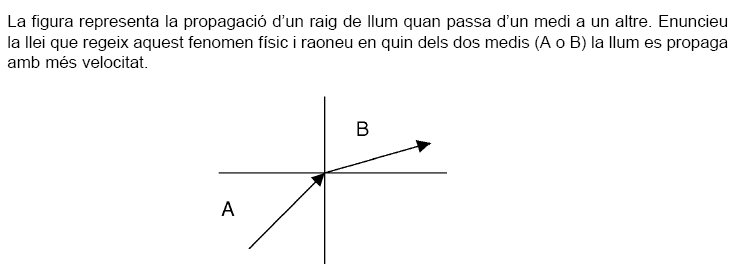 La figura representa la propagació d'un raig de llum quan passa d'un medi a un altre. Enuncieu
la llei que regeix aquest fenomen físic i raoneu en quin dels dos medis (A o B) la llum es propaga
amb més velocitat.
B
A